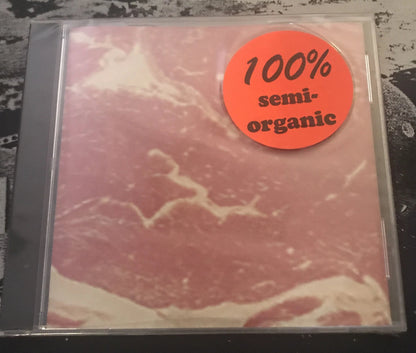 100%
semi-
organic